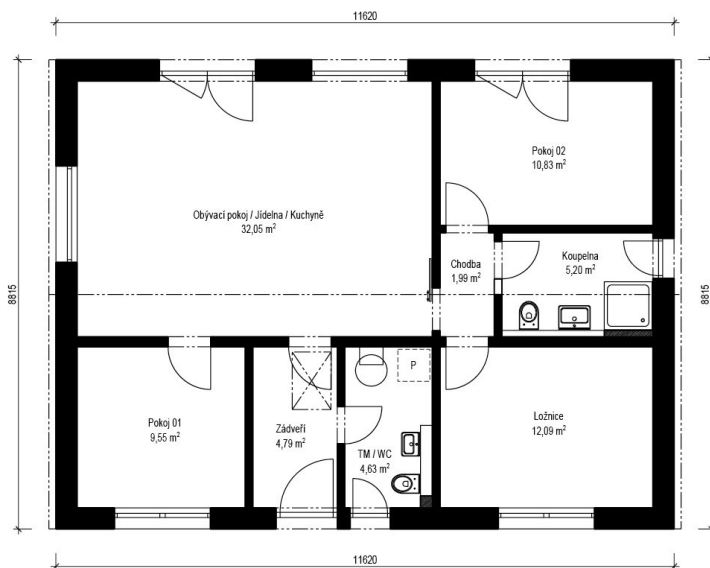 11620
Pokoj 02
10,83 m²
Obývací pokoj / Jídelna / Kuchyně
32,05 m²
Chodba
1,99 m²
Koupelna
5,20 m²
8815
8815
P
Pokoj 01
9,55 m²
Zádveří
4,79 m²
TM / WC
4,63 m²
Ložnice
12,09 m²
11620